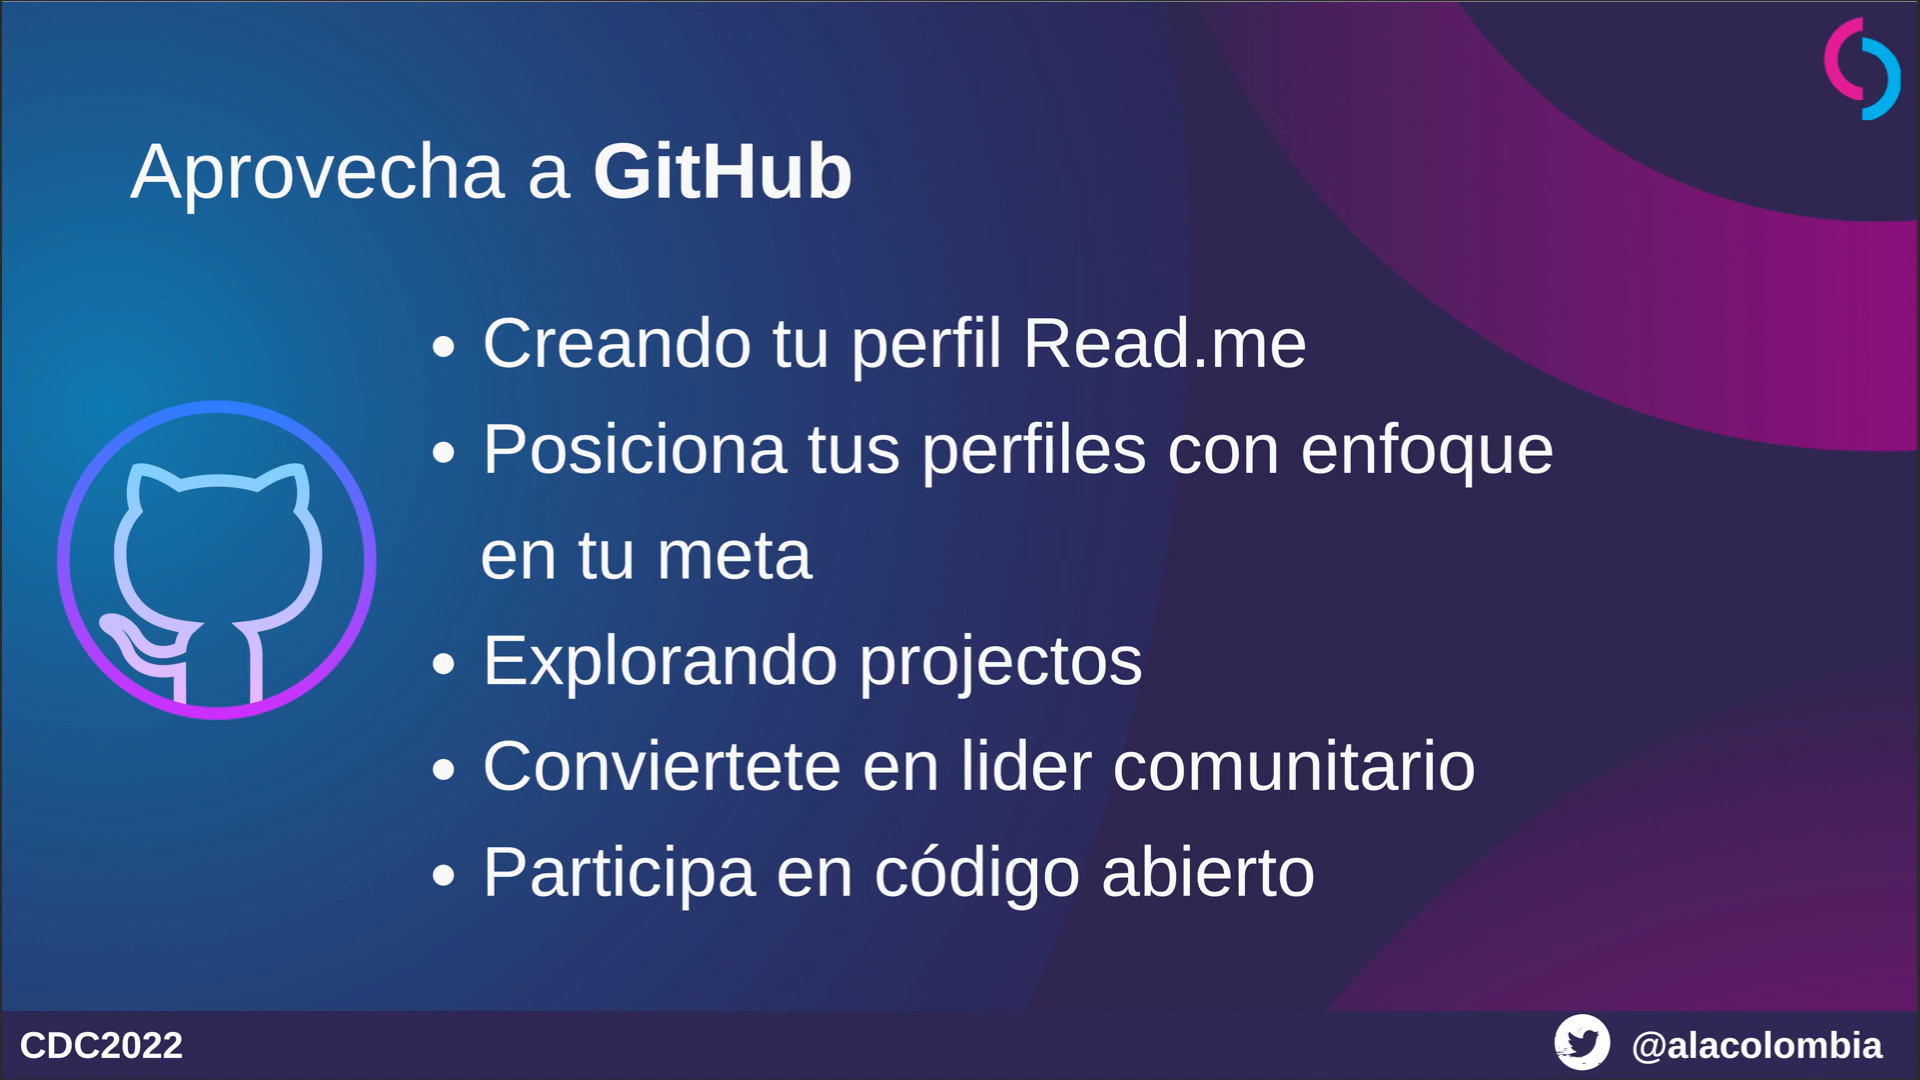 Aprovecha a GitHub
• Creando tu perfil Read.me
• Posiciona tus perfiles con enfoque
en tu meta
• Explorando projectos
• Conviertete en lider comunitario
• Participa en código abierto
CDC2022
@alacolombia